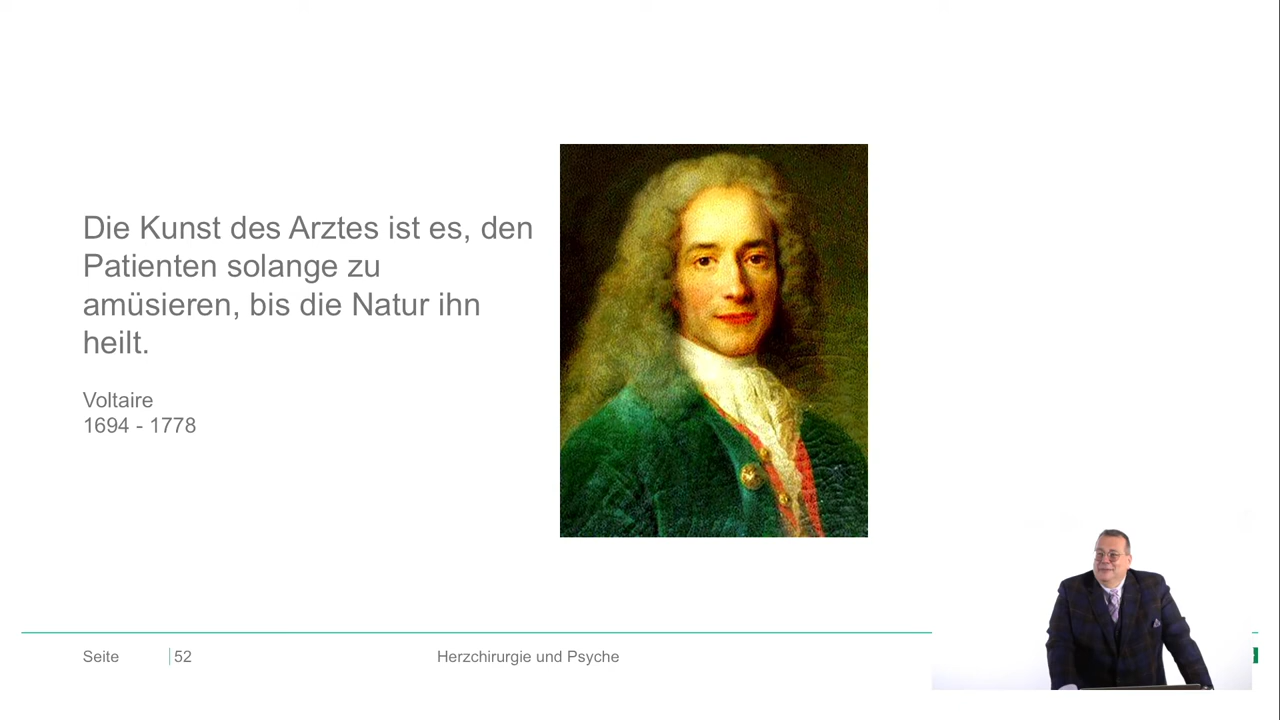 Die Kunst des Arztes ist es, den
Patienten solange zu
amüsieren, bis die Natur ihn
heilt.
Voltaire
1694 - 1778
Seite |52 Herzchirurgie und Psyche